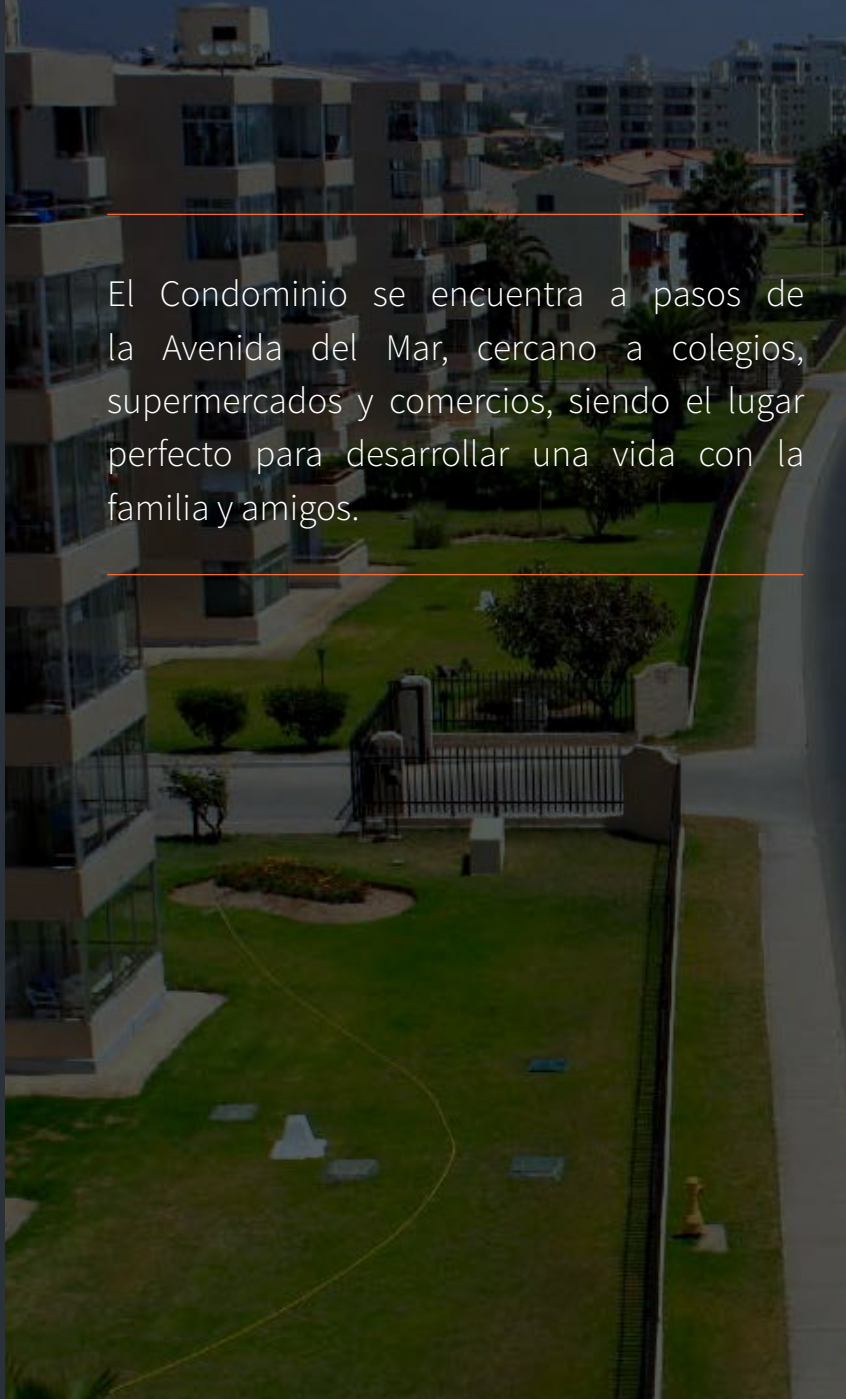 El Condominio se encuentra a pasos de
la Avenida del Mar, cercano a colegios,
supermercados y comercios, siendo el lugar
perfecto para desarrollar una vida con la
familia y amigos.